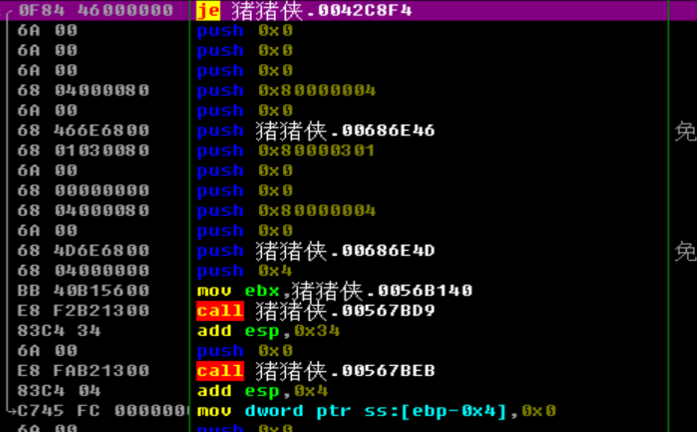 0F84 46000000 je 猪猪侠.0042C8F4
6A 00 push 0x0
6A 00 push 0x0
6A 00 push 0x0
68 04000080 push 0x80000004
6A 00 push 0x0
68 466E6800 push 猪猪侠.00686E46 免
68 01030080 push 0x80000301
6A 00 push 0x0
68 00000000 push 0x0
68 04000080 push 0x80000004
6A 00 push 0x0
68 4D6E6800 push 猪猪侠.00686E4D 免
68 04000000 push 0x4
BB 40B15600 mov ebx,猪猪侠.0056B140
E8 F2B21300 call 猪猪侠.00567BD9
83C4 34 add esp,0x34
6A 00 push 0x0
E8 FAB21300 call 猪猪侠.00567BEB
83C4 04 add esp,0x4
C745 FC 000000 mov dword ptr ss:[ebp-0x4],0x0
6A 00 push 0x0